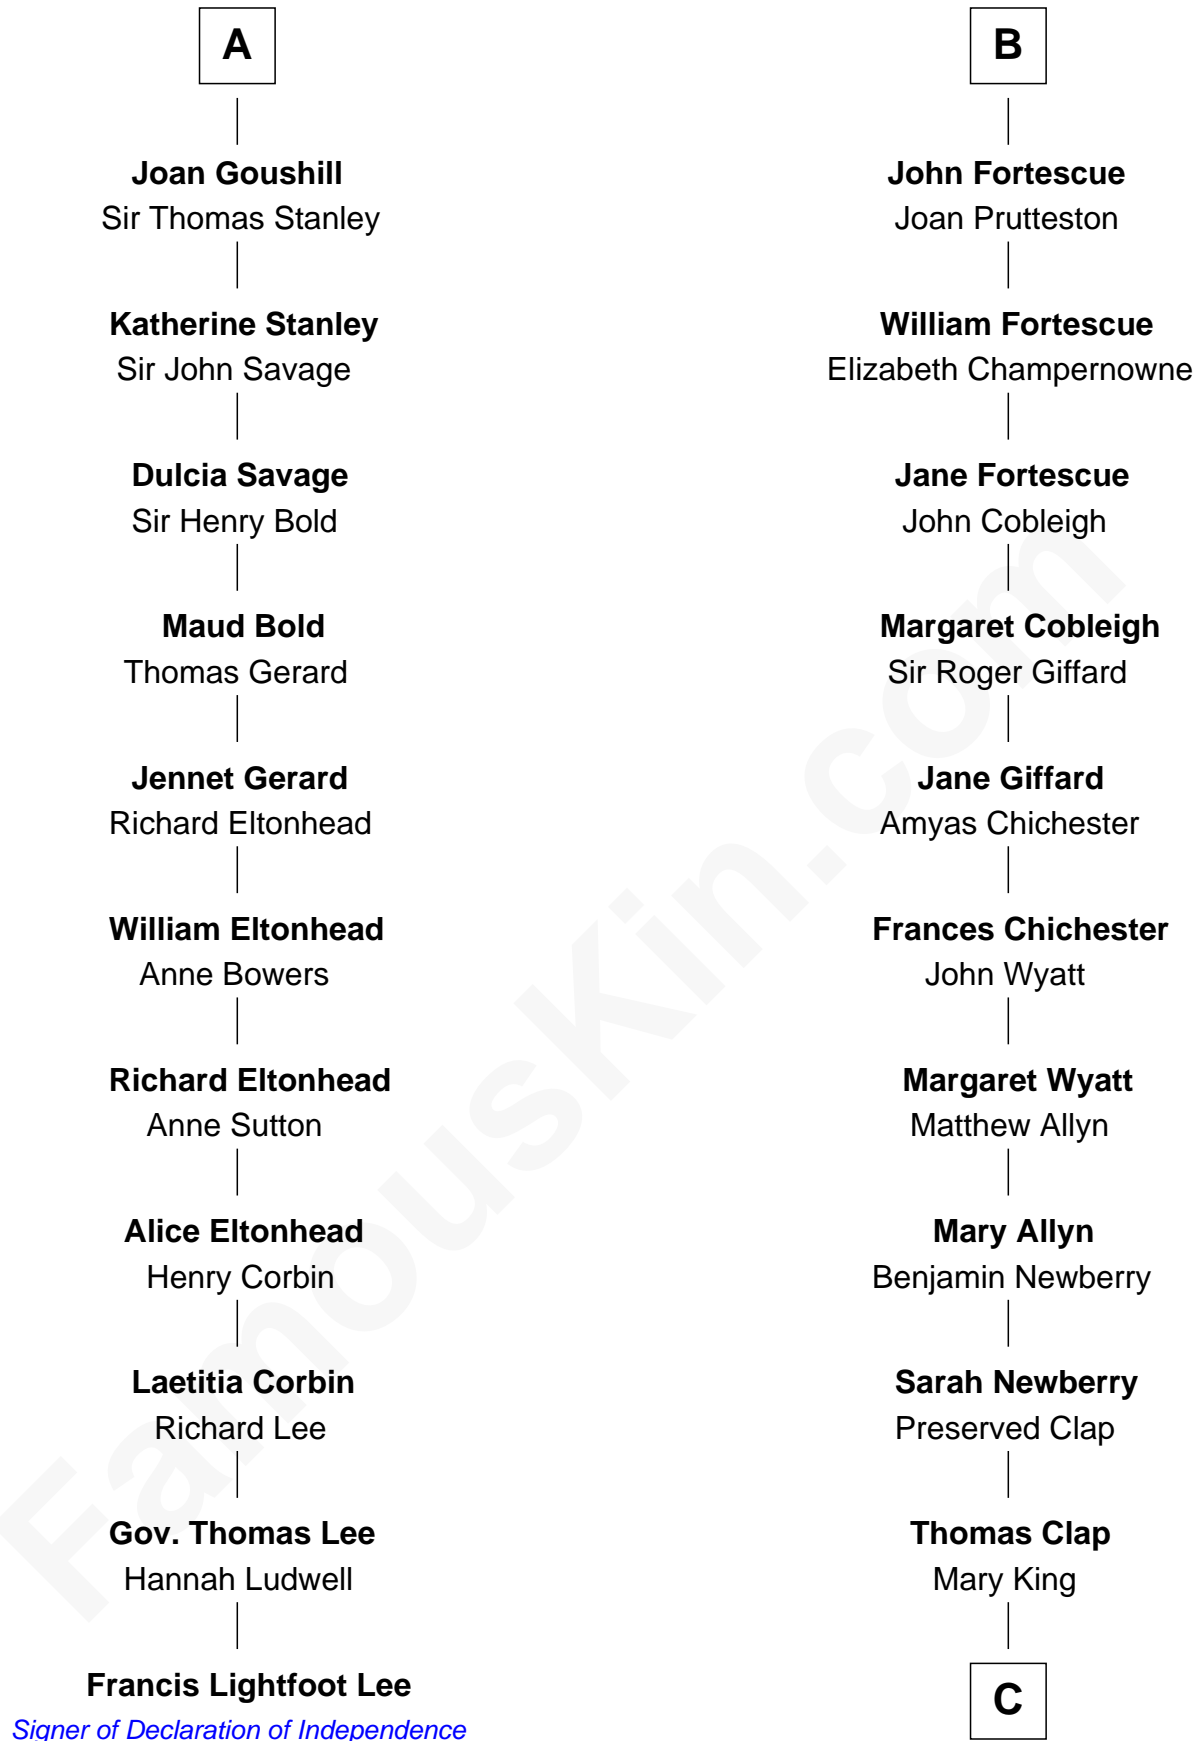 A
Joan Goushill
Sir Thomas Stanley
Katherine Stanley
Sir John Savage
Dulcia Savage
Sir Henry Bold
Maud Bold
Thomas Gerard
Jennet Gerard
Richard Eltonhead
William Eltonhead
Anne Bowers
Richard Eltonhead
Anne Sutton
Alice Eltonhead
Henry Corbin
Laetitia Corbin
Richard Lee
Gov. Thomas Lee
Hannah Ludwell
Francis Lightfoot Lee
Signer of Declaration of Independence
B
John Fortescue
Joan Prutteston
William Fortescue
Elizabeth Champernowne
Jane Fortescue
John Cobleigh
Margaret Cobleigh
Sir Roger Giffard
Jane Giffard
Amyas Chichester
Frances Chichester
John Wyatt
Margaret Wyatt
Matthew Allyn
Mary Allyn
Benjamin Newberry
Sarah Newberry
Preserved Clap
Thomas Clap
Mary King
C
FamousKin.com